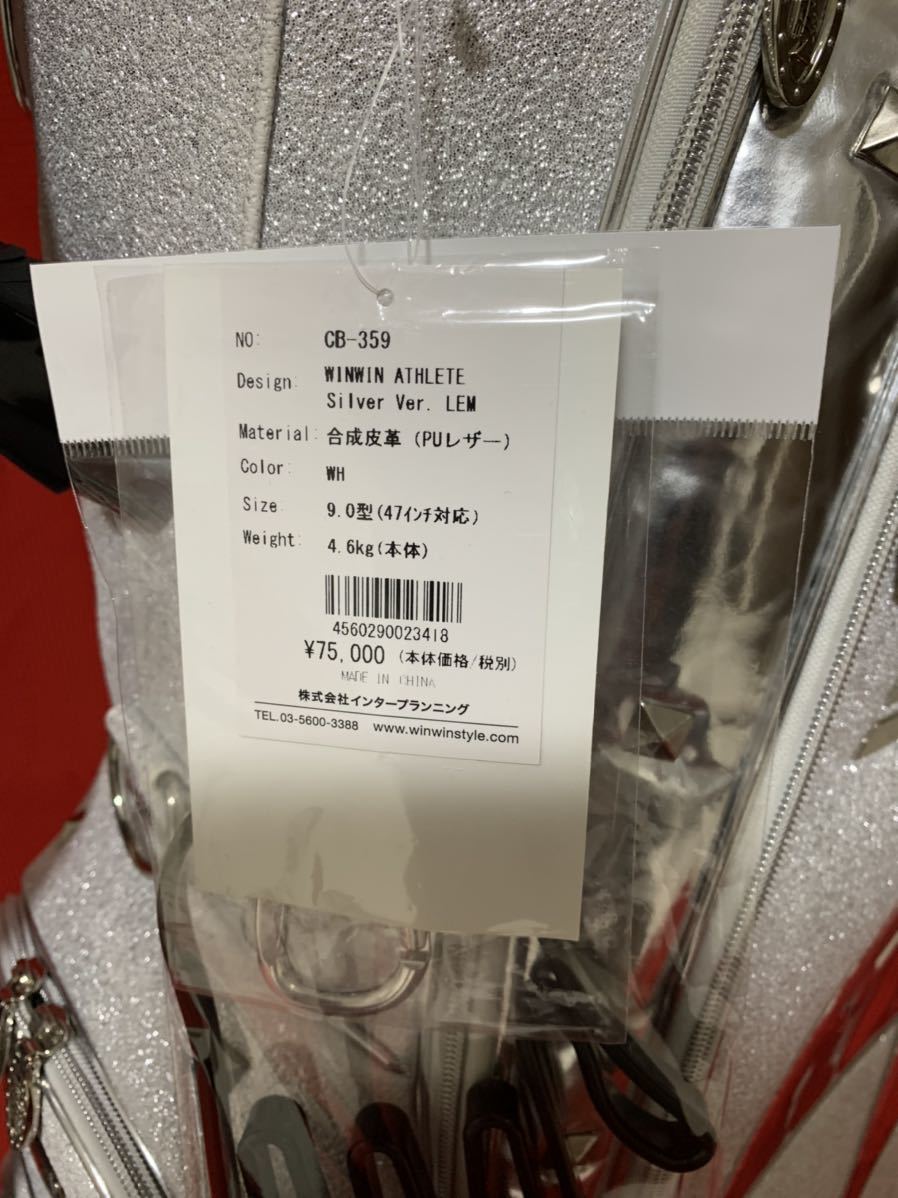 NO: CB-359
Design: WINWIN ATHLETE
Silver Ver. LEM
Material: 合成皮革 (PUレザー)
Color: WH
Size: 9.0型(47インチ対応)
Weight: 4.6kg(本体)
4560290023418
¥75,000 (本体価格/税別)
MADE IN CHINA
株式会社インタープランニング
TEL.03-5600-3388 www.winwinstyle.com